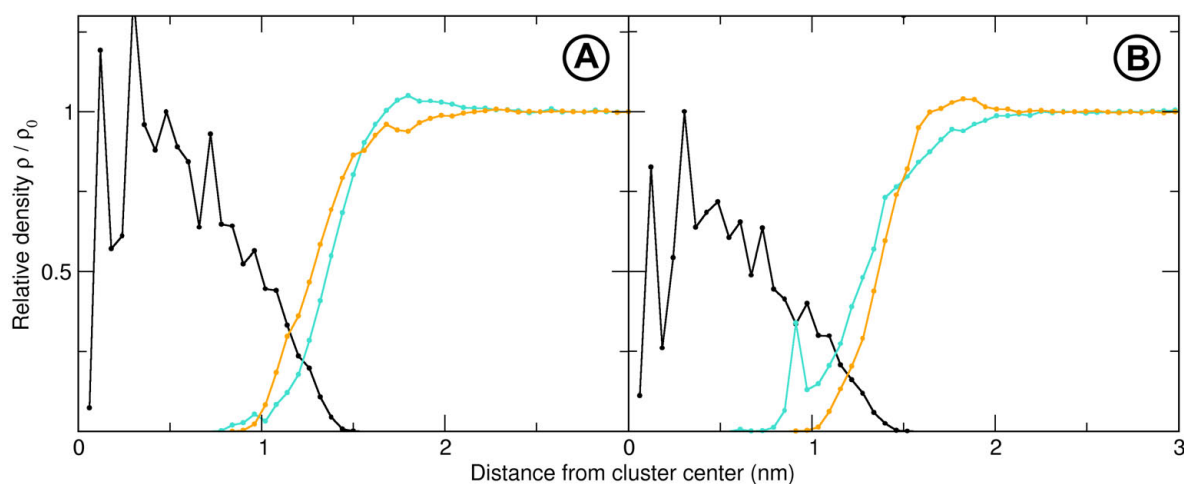 A
B
Relative density ρ / ρ0
1
0.5
0
1
2
0
1
2
3
Distance from cluster center (nm)